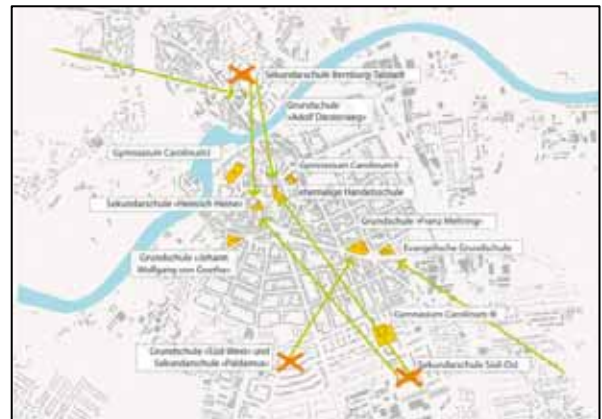 Sekundarschule Bernburg-Talstadt
Grundschule
«Adolf Diesterweg»
Gymnasium Carolinum I
Gymnasium Carolinum II
ehemalige Handelsschule
Sekundarschule «Heinrich Heine»
Grundschule «Franz Mehring»
Evangelische Grundschule
Grundschule «Johann
Wolfgang von Goethe»
Gymnasium Carolinum III
Grundschule «Süd-West» und
Sekundarschule «Paldamus»
Sekundarschule Süd-Ost